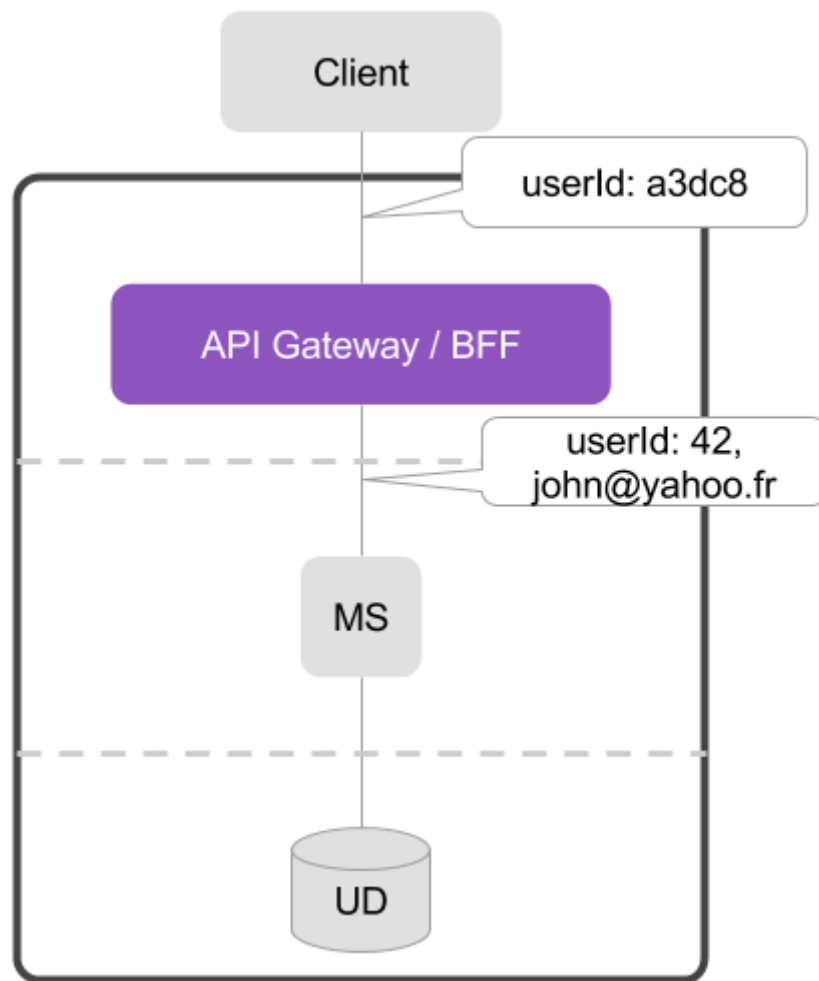 Client
userId: a3dc8
API Gateway / BFF
userId: 42,
john@yahoo.fr
MS
UD